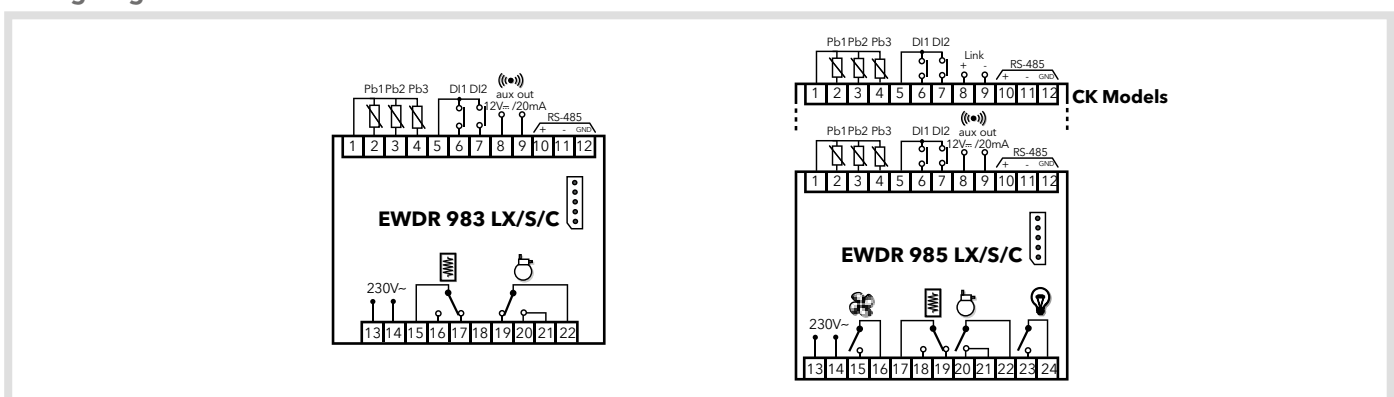 Pb1 Pb2 Pb3 DI1 DI2 aux out
12V⎓ /20mA
RS-485
+ - GND
1 2 3 4 5 6 7 8 9 10 11 12
EWDR 983 LX/S/C
230V~
13 14 15 16 17 18 19 20 21 22
Pb1 Pb2 Pb3 DI1 DI2 Link
+ - RS-485
+ - GND
1 2 3 4 5 6 7 8 9 10 11 12 CK Models
Pb1 Pb2 Pb3 DI1 DI2 aux out
12V⎓ /20mA
RS-485
+ - GND
1 2 3 4 5 6 7 8 9 10 11 12
EWDR 985 LX/S/C
230V~
13 14 15 16 17 18 19 20 21 22 23 24